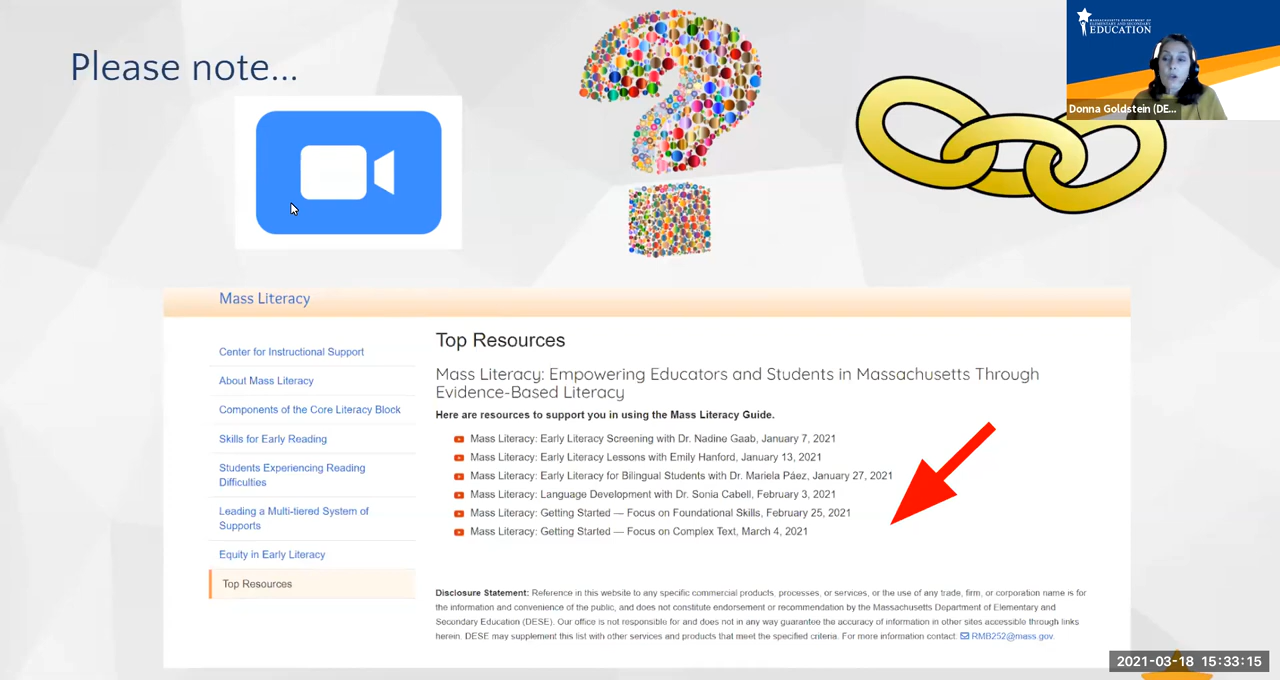 Please note...
MASSACHUSETTS DEPARTMENT OF
ELEMENTARY AND SECONDARY
EDUCATION
Donna Goldstein (DE...
Mass Literacy
Center for Instructional Support
About Mass Literacy
Components of the Core Literacy Block
Skills for Early Reading
Students Experiencing Reading
Difficulties
Leading a Multi-tiered System of
Supports
Equity in Early Literacy
Top Resources
Top Resources
Mass Literacy: Empowering Educators and Students in Massachusetts Through
Evidence-Based Literacy
Here are resources to support you in using the Mass Literacy Guide.
Mass Literacy: Early Literacy Screening with Dr. Nadine Gaab, January 7, 2021
Mass Literacy: Early Literacy Lessons with Emily Hanford, January 13, 2021
Mass Literacy: Early Literacy for Bilingual Students with Dr. Mariela Páez, January 27, 2021
Mass Literacy: Language Development with Dr. Sonia Cabell, February 3, 2021
Mass Literacy: Getting Started — Focus on Foundational Skills, February 25, 2021
Mass Literacy: Getting Started — Focus on Complex Text, March 4, 2021
Disclosure Statement: Reference in this website to any specific commercial products, processes, or services, or the use of any trade, firm, or corporation name is for
the information and convenience of the public, and does not constitute endorsement or recommendation by the Massachusetts Department of Elementary and
Secondary Education (DESE). Our office is not responsible for and does not in any way guarantee the accuracy of information in other sites accessible through links
herein. DESE may supplement this list with other services and products that meet the specified criteria. For more information contact: RMB252@mass.gov.
2021-03-18 15:33:15